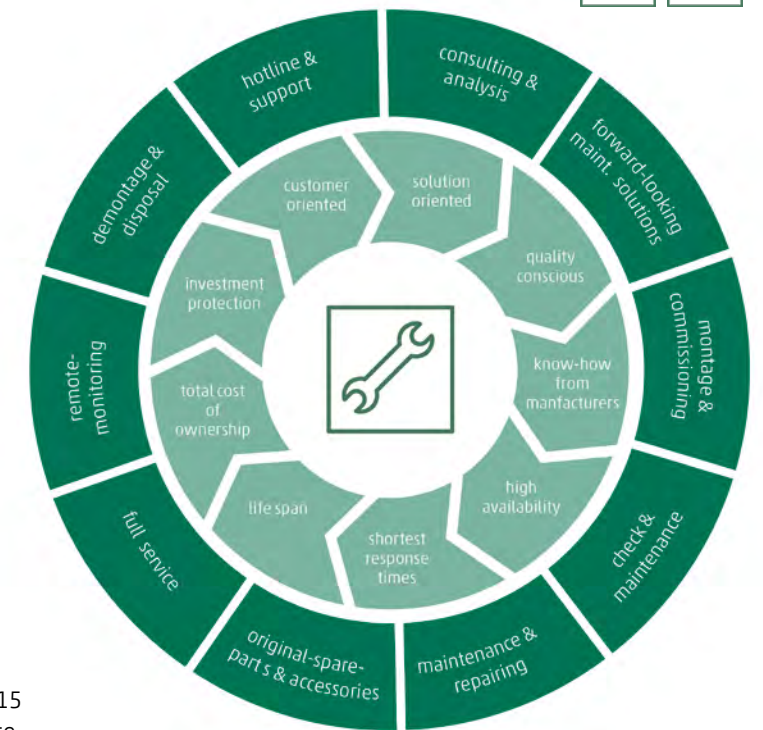 hotline &
support
consulting &
analysis
forward-looking
maint. solutions
montage &
commissioning
check &
maintenance
maintenance &
repairing
original-spare-
parts & accessories
full service
remote-
monitoring
demontage &
disposal
customer
oriented
solution
oriented
quality
conscious
know-how
from
manfacturers
high
availability
shortest
response
times
life span
total cost
of
ownership
investment
protection
15